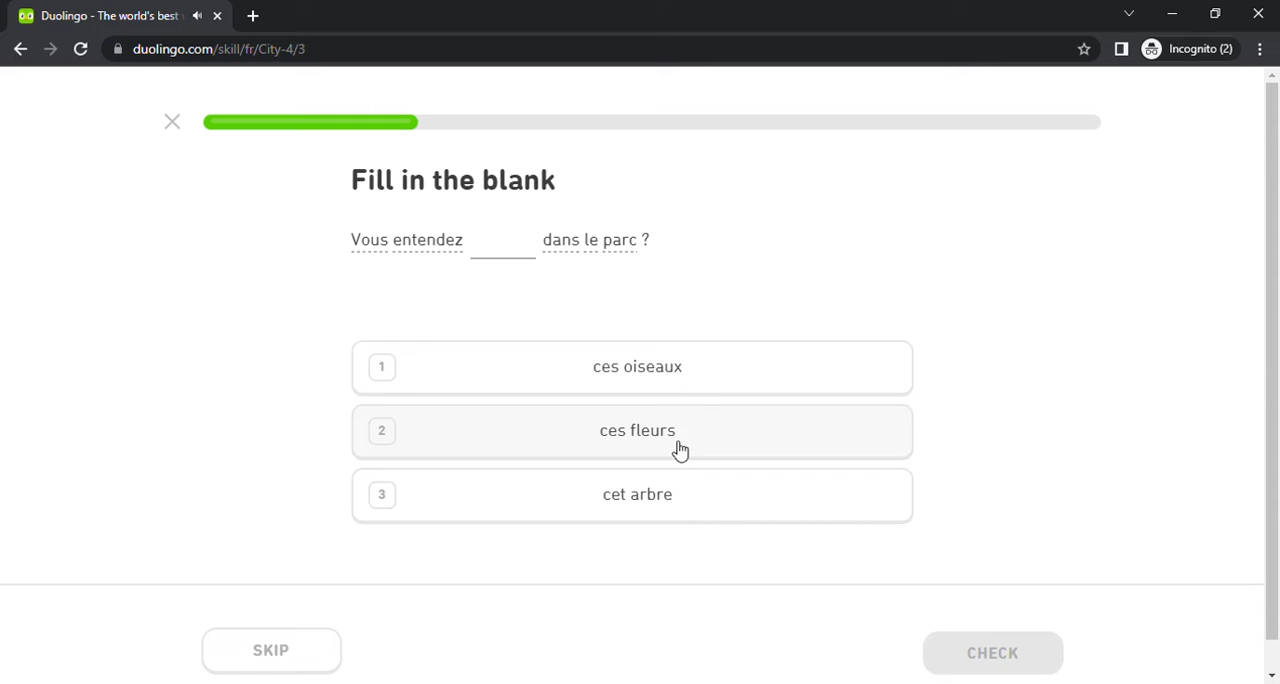 Duolingo - The world's best
duolingo.com/skill/fr/City-4/3
Incognito (2)
Fill in the blank
Vous entendez ______ dans le parc ?
1 ces oiseaux
2 ces fleurs
3 cet arbre
SKIP
CHECK